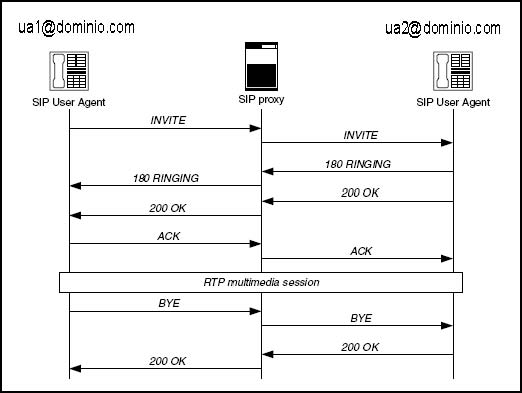 ua1@dominio.com
ua2@dominio.com
SIP User Agent
SIP proxy
SIP User Agent
INVITE
INVITE
180 RINGING
180 RINGING
200 OK
200 OK
ACK
ACK
RTP multimedia session
BYE
BYE
200 OK
200 OK